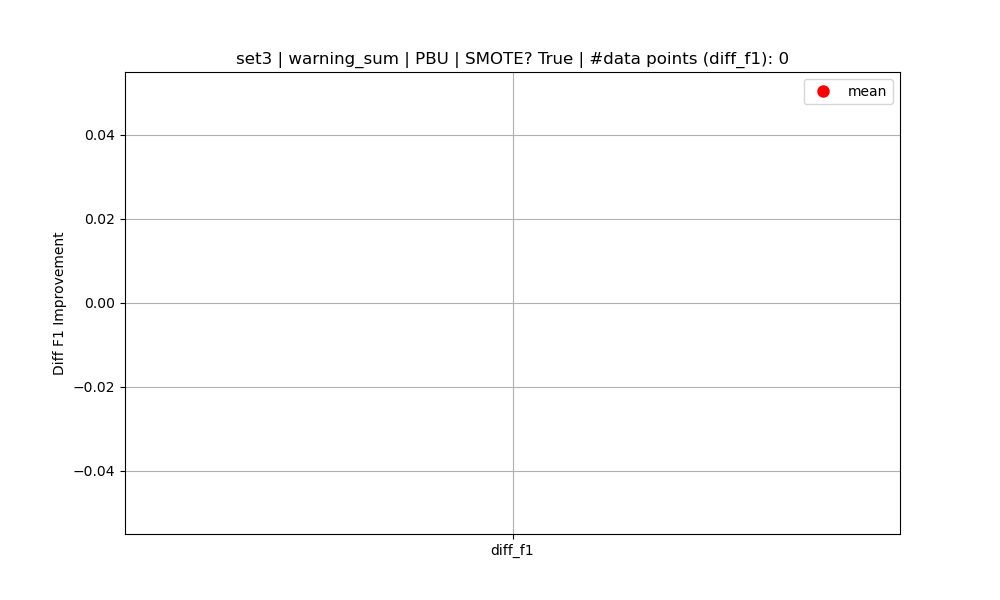 set3 | warning_sum | PBU | SMOTE? True | #data points (diff_f1): 0
mean
Diff F1 Improvement
0.04
0.02
0.00
−0.02
−0.04
diff_f1